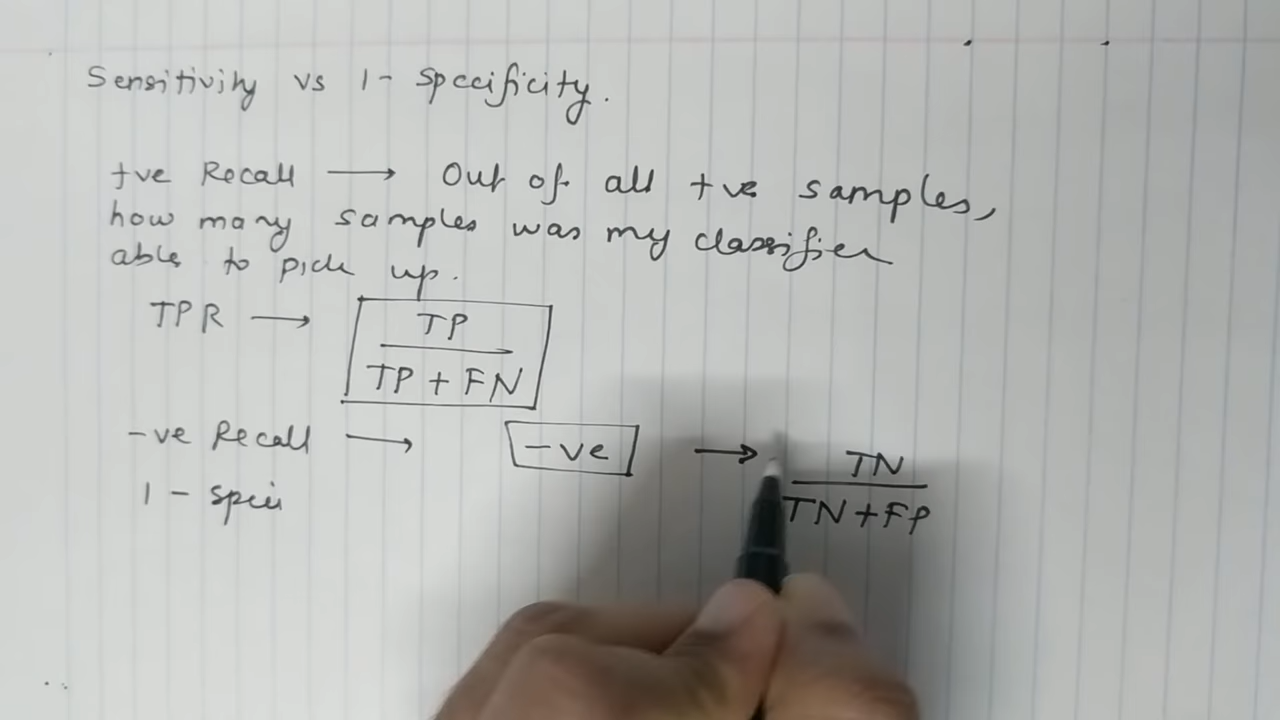 Sensitivity vs 1- Specificity.
+ve Recall → Out of all +ve samples,
how many samples was my classifier
able to pick up.
TPR → TP
TP + FN
-ve Recall → -ve → TN
TN + FP
1 - Speci